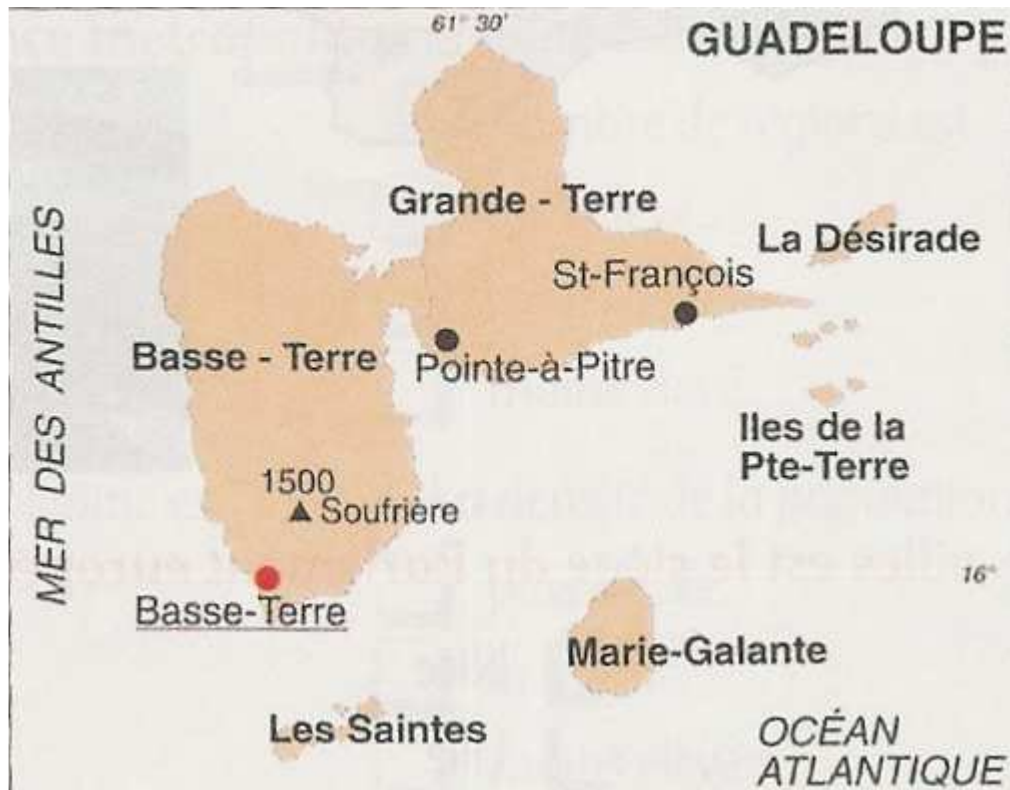 61° 30'
GUADELOUPE
Grande - Terre
La Désirade
St-François
MER DES ANTILLES
Basse - Terre
Pointe-à-Pitre
Iles de la
Pte-Terre
1500
Soufrière
16°
Basse-Terre
Marie-Galante
Les Saintes
OCÉAN
ATLANTIQUE